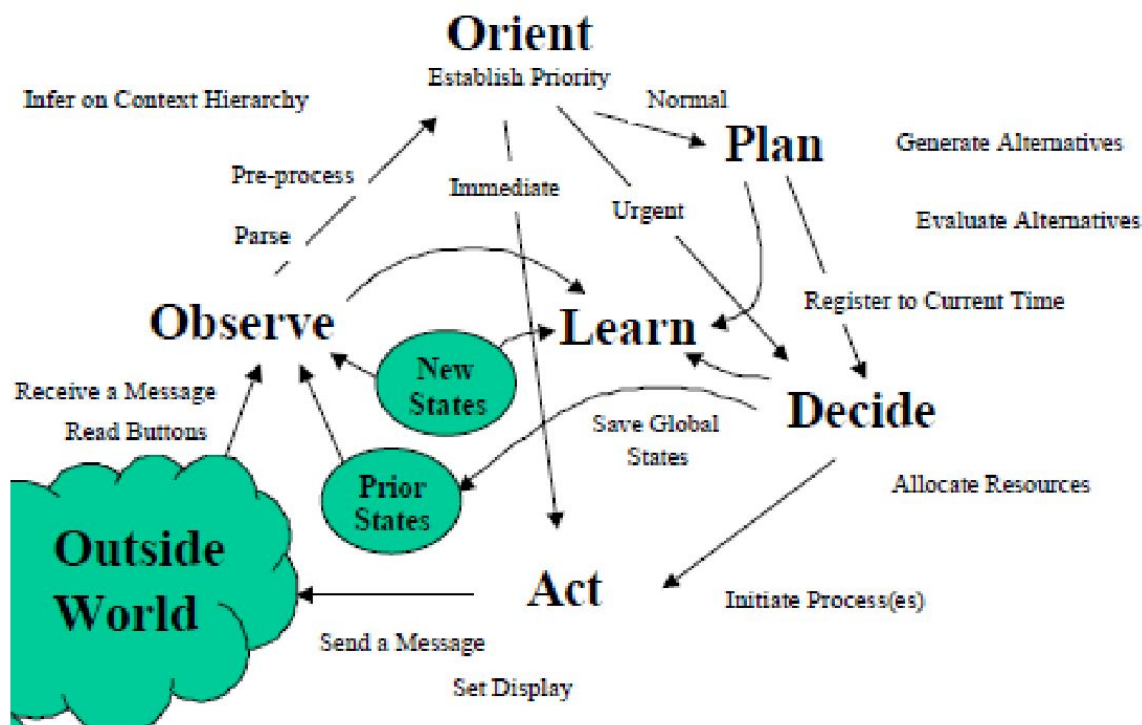 Orient
Establish Priority
Infer on Context Hierarchy
Normal
Plan
Generate Alternatives
Pre-process
Immediate
Urgent
Evaluate Alternatives
Parse
Observe
Learn
Register to Current Time
New
States
Receive a Message
Read Buttons
Decide
Save Global
States
Prior
States
Allocate Resources
Outside
World
Act
Initiate Process(es)
Send a Message
Set Display